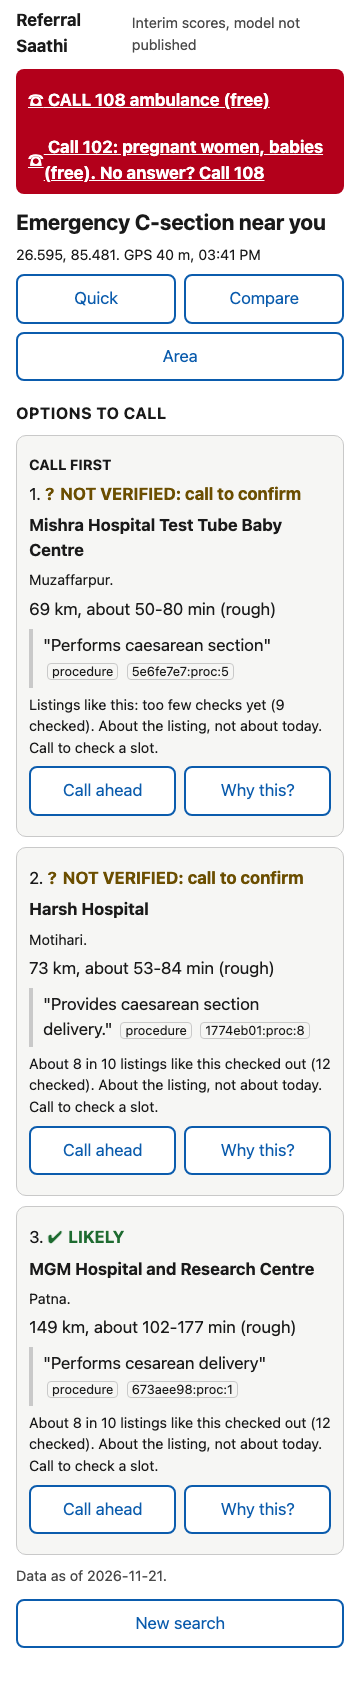 Referral Saathi
Interim scores, model not published
☎ CALL 108 ambulance (free)
☎ Call 102: pregnant women, babies (free). No answer? Call 108
Emergency C-section near you
26.595, 85.481. GPS 40 m, 03:41 PM
Quick
Compare
Area
OPTIONS TO CALL
CALL FIRST
1. ? NOT VERIFIED: call to confirm
Mishra Hospital Test Tube Baby
Centre
Muzaffarpur.
69 km, about 50-80 min (rough)
"Performs caesarean section"
procedure 5e6fe7e7:proc:5
Listings like this: too few checks yet (9
checked). About the listing, not about today.
Call to check a slot.
Call ahead
Why this?
2. ? NOT VERIFIED: call to confirm
Harsh Hospital
Motihari.
73 km, about 53-84 min (rough)
"Provides caesarean section
delivery." procedure 1774eb01:proc:8
About 8 in 10 listings like this checked out (12
checked). About the listing, not about today.
Call to check a slot.
Call ahead
Why this?
3. ✔ LIKELY
MGM Hospital and Research Centre
Patna.
149 km, about 102-177 min (rough)
"Performs cesarean delivery"
procedure 673aee98:proc:1
About 8 in 10 listings like this checked out (12
checked). About the listing, not about today.
Call to check a slot.
Call ahead
Why this?
Data as of 2026-11-21.
New search